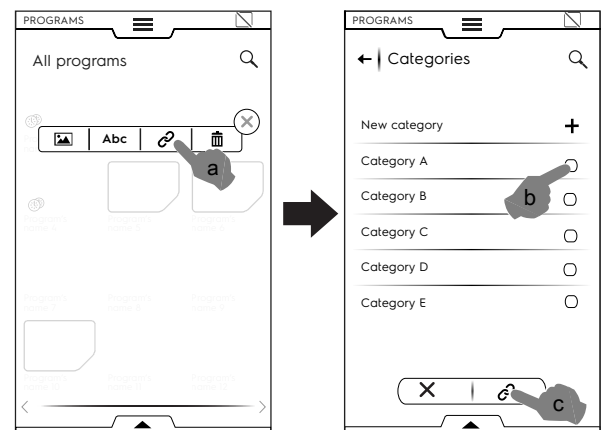 PROGRAMS
All programs
Abc
a
PROGRAMS
Categories
New category
Category A
b
Category B
Category C
Category D
Category E
c